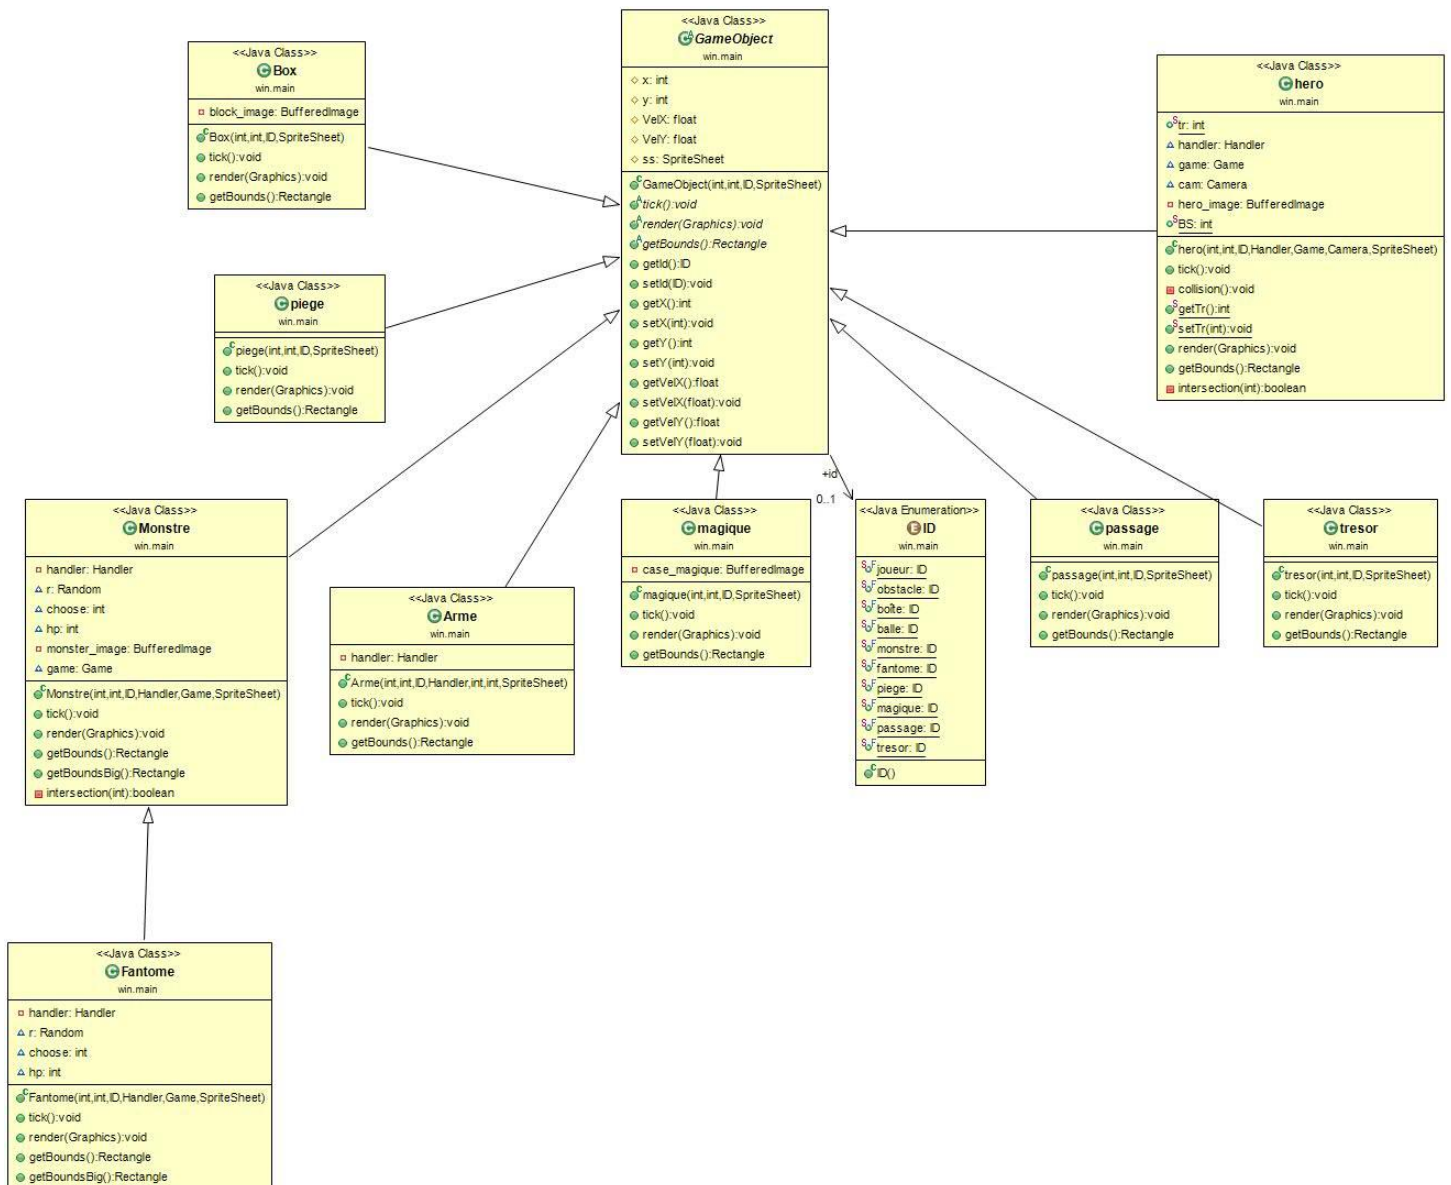 <<Java Class>>
GameObject
win.main
x: int
y: int
VelX: float
VelY: float
ss: SpriteSheet
GameObject(int,int,ID,SpriteSheet)
tick():void
render(Graphics):void
getBounds():Rectangle
getId():ID
setId(ID):void
getX():int
setX(int):void
getY():int
setY(int):void
getVelX():float
setVelX(float):void
getVelY():float
setVelY(float):void
<<Java Class>>
Box
win.main
block_image: BufferedImage
Box(int,int,ID,SpriteSheet)
tick():void
render(Graphics):void
getBounds():Rectangle
<<Java Class>>
hero
win.main
tr: int
handler: Handler
game: Game
cam: Camera
hero_image: BufferedImage
BS: int
hero(int,int,ID,Handler,Game,Camera,SpriteSheet)
tick():void
collision():void
getTr():int
setTr(int):void
render(Graphics):void
getBounds():Rectangle
intersection(int):boolean
<<Java Class>>
piege
win.main
piege(int,int,ID,SpriteSheet)
tick():void
render(Graphics):void
getBounds():Rectangle
+id
0..1
<<Java Class>>
Monstre
win.main
handler: Handler
r: Random
choose: int
hp: int
monster_image: BufferedImage
game: Game
Monstre(int,int,ID,Handler,Game,SpriteSheet)
tick():void
render(Graphics):void
getBounds():Rectangle
getBoundsBig():Rectangle
intersection(int):boolean
<<Java Class>>
Arme
win.main
handler: Handler
Arme(int,int,ID,Handler,int,int,SpriteSheet)
tick():void
render(Graphics):void
getBounds():Rectangle
<<Java Class>>
magique
win.main
case_magique: BufferedImage
magique(int,int,ID,SpriteSheet)
tick():void
render(Graphics):void
getBounds():Rectangle
<<Java Enumeration>>
ID
win.main
joueur: ID
obstacle: ID
boîte: ID
balle: ID
monstre: ID
fantome: ID
piege: ID
magique: ID
passage: ID
tresor: ID
ID()
<<Java Class>>
passage
win.main
passage(int,int,ID,SpriteSheet)
tick():void
render(Graphics):void
getBounds():Rectangle
<<Java Class>>
tresor
win.main
tresor(int,int,ID,SpriteSheet)
tick():void
render(Graphics):void
getBounds():Rectangle
<<Java Class>>
Fantome
win.main
handler: Handler
r: Random
choose: int
hp: int
Fantome(int,int,ID,Handler,Game,SpriteSheet)
tick():void
render(Graphics):void
getBounds():Rectangle
getBoundsBig():Rectangle